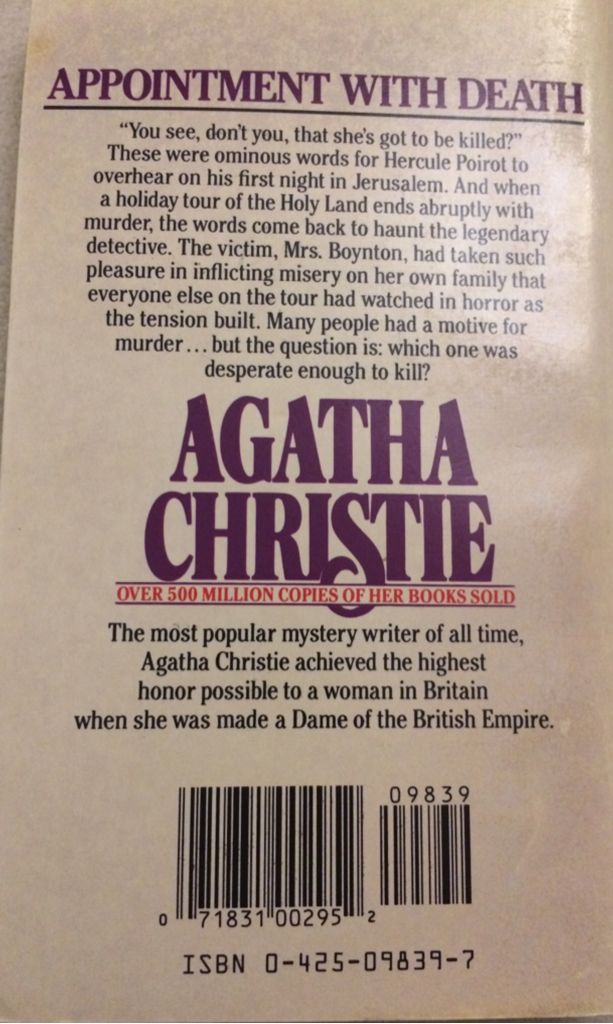 APPOINTMENT WITH DEATH
“You see, don't you, that she's got to be killed?”
These were ominous words for Hercule Poirot to
overhear on his first night in Jerusalem. And when
a holiday tour of the Holy Land ends abruptly with
murder, the words come back to haunt the legendary
detective. The victim, Mrs. Boynton, had taken such
pleasure in inflicting misery on her own family that
everyone else on the tour had watched in horror as
the tension built. Many people had a motive for
murder... but the question is: which one was
desperate enough to kill?
AGATHA
CHRISTIE
OVER 500 MILLION COPIES OF HER BOOKS SOLD
The most popular mystery writer of all time,
Agatha Christie achieved the highest
honor possible to a woman in Britain
when she was made a Dame of the British Empire.
09839
0 71831 00295 2
ISBN 0-425-09839-7